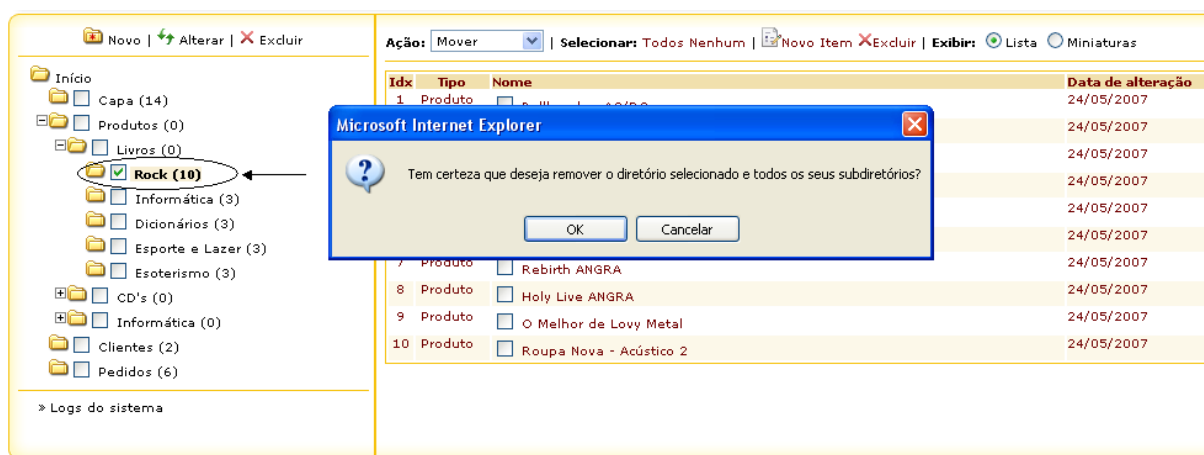 Novo | Alterar | Excluir
Início
Capa (14)
Produtos (0)
Livros (0)
Rock (10)
Informática (3)
Dicionários (3)
Esporte e Lazer (3)
Esoterismo (3)
CD's (0)
Informática (0)
Clientes (2)
Pedidos (6)
» Logs do sistema
Ação: Mover | Selecionar: Todos Nenhum | Novo Item Excluir | Exibir: Lista Miniaturas
Idx Tipo Nome Data de alteração
1 Produto 24/05/2007
24/05/2007
24/05/2007
24/05/2007
24/05/2007
24/05/2007
7 Produto Rebirth ANGRA 24/05/2007
8 Produto Holy Live ANGRA 24/05/2007
9 Produto O Melhor de Lovy Metal 24/05/2007
10 Produto Roupa Nova - Acústico 2 24/05/2007
Microsoft Internet Explorer
Tem certeza que deseja remover o diretório selecionado e todos os seus subdiretórios?
OK Cancelar